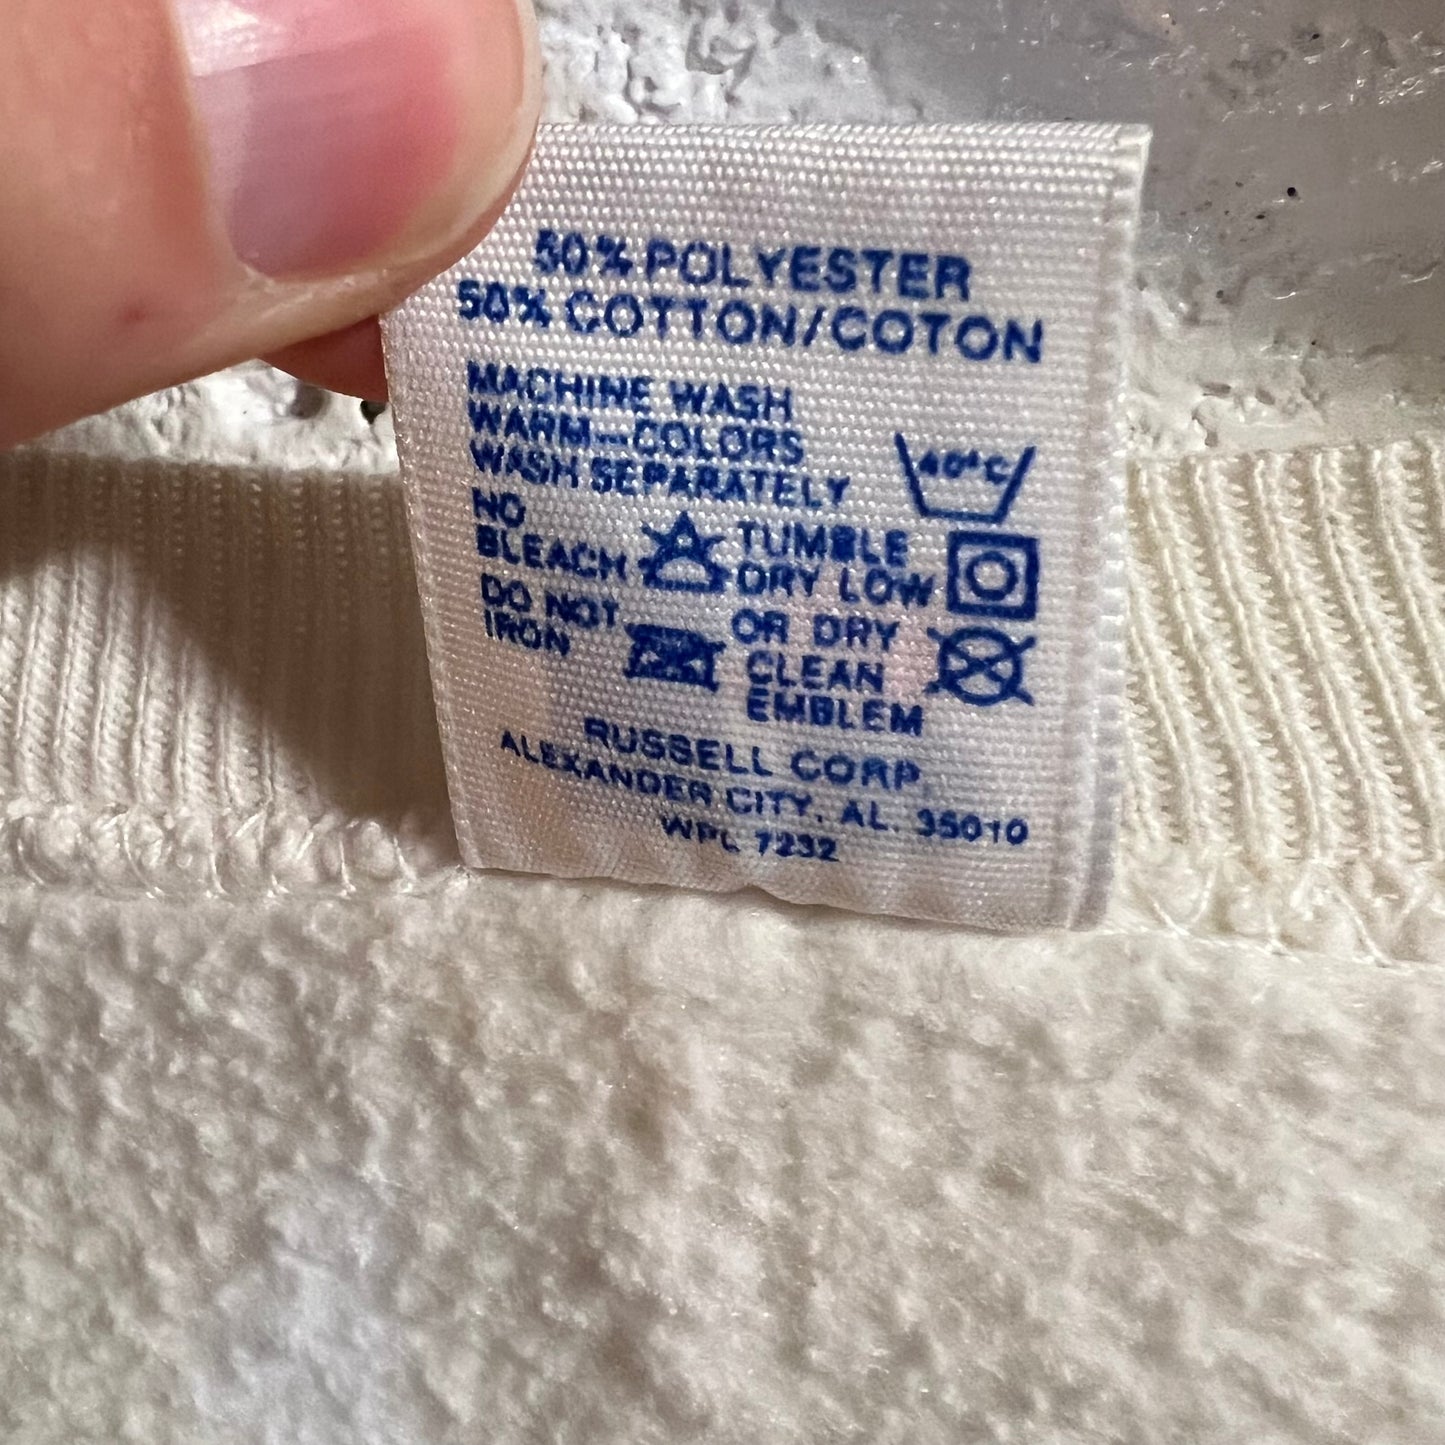 50% POLYESTER
50% COTTON/COTON
MACHINE WASH
WARM—COLORS
WASH SEPARATELY
40°C
NO
BLEACH
TUMBLE
DRY LOW
DO NOT
IRON
OR DRY
CLEAN
EMBLEM
RUSSELL CORP.
ALEXANDER CITY, AL. 35010
WPL 7232